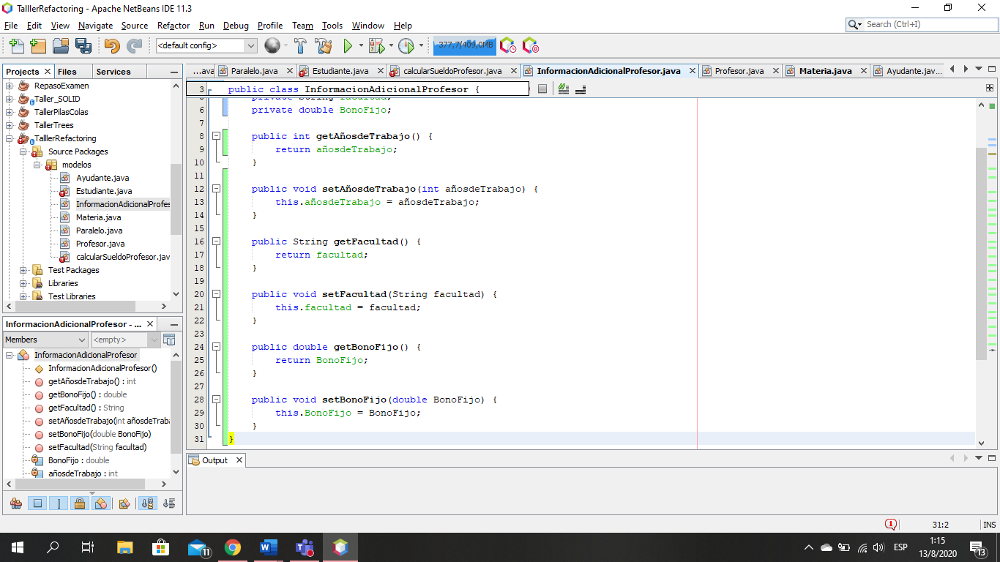 TalllerRefactoring - Apache NetBeans IDE 11.3
File Edit View Navigate Source Refactor Run Debug Profile Team Tools Window Help
Search (Ctrl+I)
<default config>
377,7/409,0MB
Projects Files Services
RepasoExamen
Taller_SOLID
TallerPilasColas
TallerTrees
TalllerRefactoring
Source Packages
modelos
Ayudante.java
Estudiante.java
InformacionAdicionalProfes
Materia.java
Paralelo.java
Profesor.java
calcularSueldoProfesor.jav
Test Packages
Libraries
Test Libraries
InformacionAdicionalProfesor - ...
Members <empty>
InformacionAdicionalProfesor
InformacionAdicionalProfesor()
getAñosdeTrabajo() : int
getBonoFijo() : double
getFacultad() : String
setAñosdeTrabajo(int añosdeTraba
setBonoFijo(double BonoFijo)
setFacultad(String facultad)
BonoFijo : double
añosdeTrabajo : int
...ava Paralelo.java Estudiante.java calcularSueldoProfesor.java InformacionAdicionalProfesor.java Profesor.java Materia.java Ayudante.jav...
3 public class InformacionAdicionalProfesor {
private String facultad;
6 private double BonoFijo;
7
8 public int getAñosdeTrabajo() {
9 return añosdeTrabajo;
10 }
11
12 public void setAñosdeTrabajo(int añosdeTrabajo) {
13 this.añosdeTrabajo = añosdeTrabajo;
14 }
15
16 public String getFacultad() {
17 return facultad;
18 }
19
20 public void setFacultad(String facultad) {
21 this.facultad = facultad;
22 }
23
24 public double getBonoFijo() {
25 return BonoFijo;
26 }
27
28 public void setBonoFijo(double BonoFijo) {
29 this.BonoFijo = BonoFijo;
30 }
31 }
Output
1 31:2 INS
11
ESP
1:15
13/8/2020
13